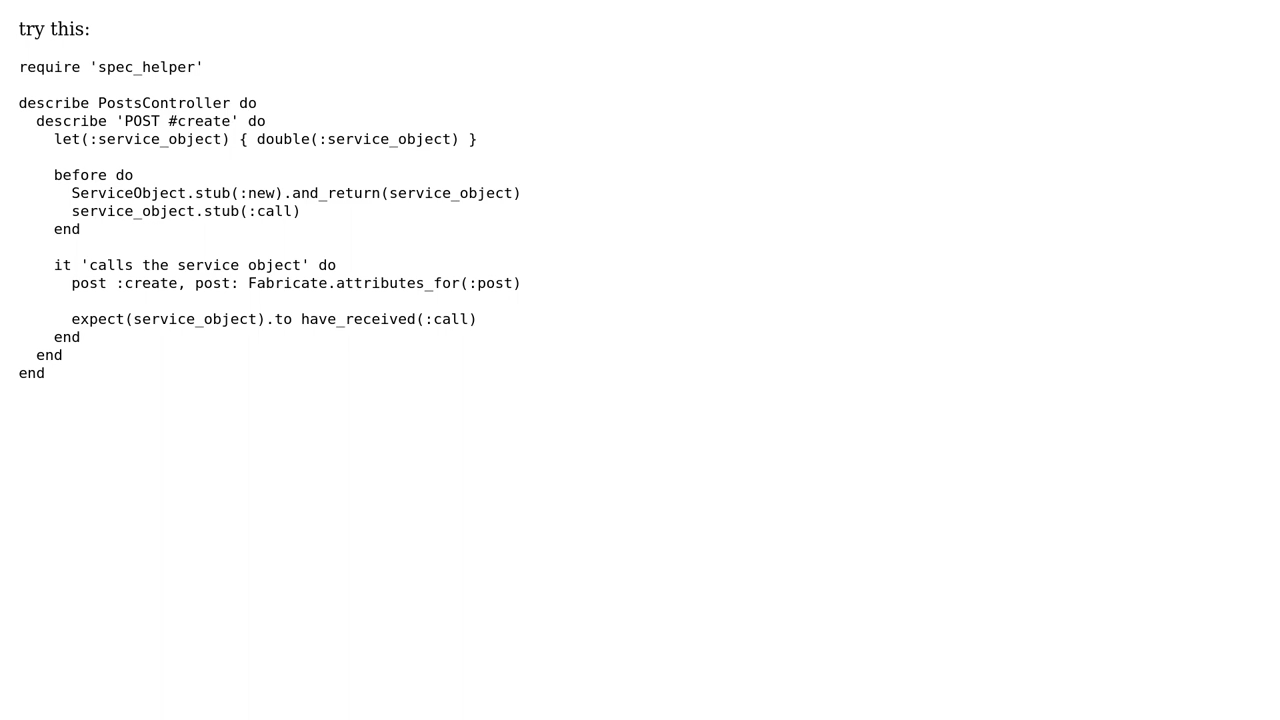 try this:
require 'spec_helper'
describe PostsController do
  describe 'POST #create' do
    let(:service_object) { double(:service_object) }
    before do
      ServiceObject.stub(:new).and_return(service_object)
      service_object.stub(:call)
    end
    it 'calls the service object' do
      post :create, post: Fabricate.attributes_for(:post)
      expect(service_object).to have_received(:call)
    end
  end
end